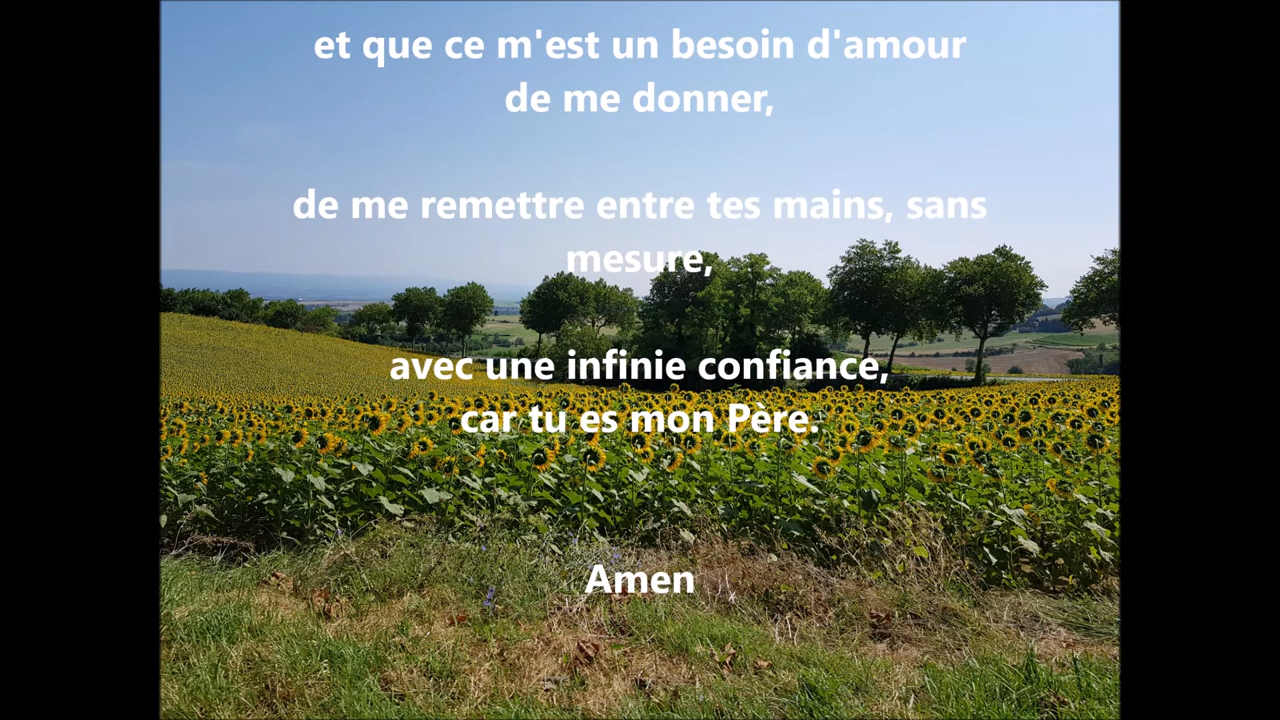 et que ce m'est un besoin d'amour
de me donner,
de me remettre entre tes mains, sans
mesure,
avec une infinie confiance,
car tu es mon Père.
Amen